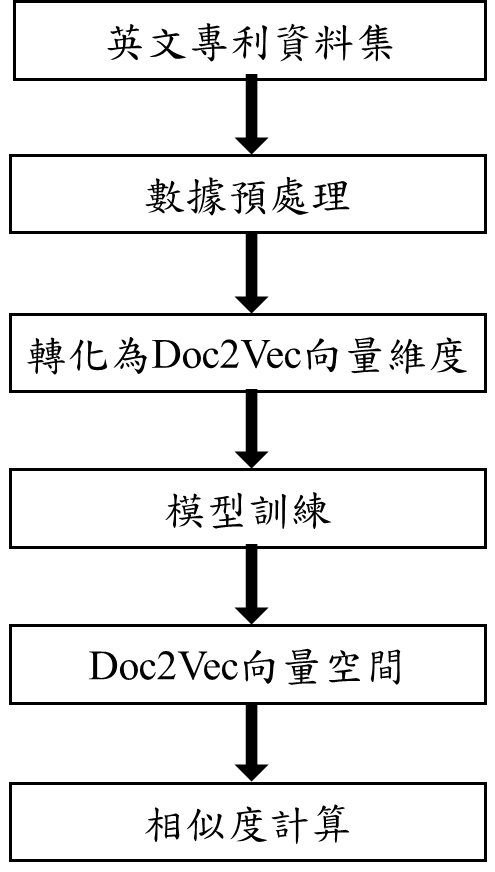 英文專利資料集
數據預處理
轉化為Doc2Vec向量維度
模型訓練
Doc2Vec向量空間
相似度計算